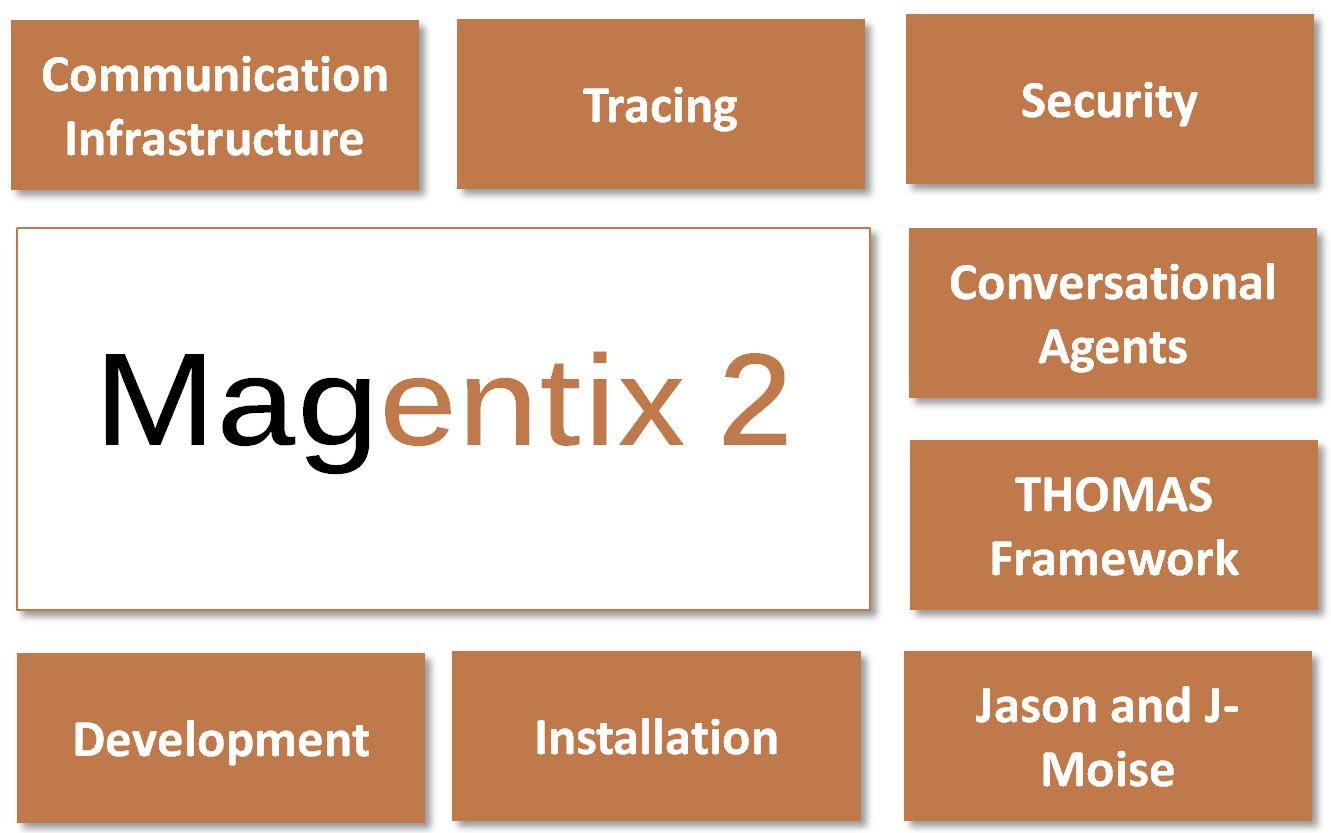 Communication
Infrastructure
Tracing
Security
Magentix 2
Conversational
Agents
THOMAS
Framework
Development
Installation
Jason and J-
Moise